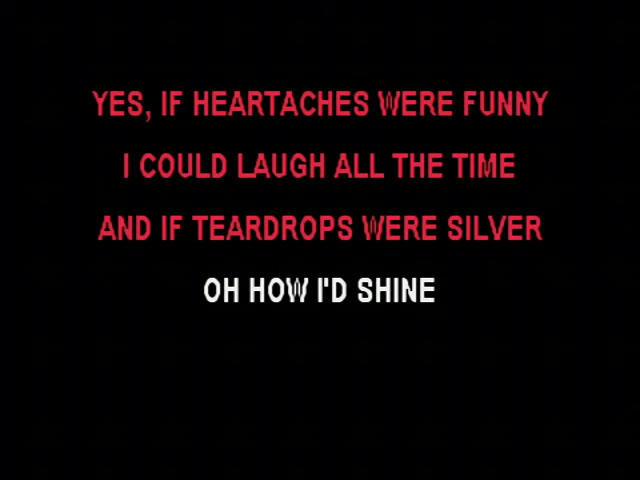 YES, IF HEARTACHES WERE FUNNY
I COULD LAUGH ALL THE TIME
AND IF TEARDROPS WERE SILVER
OH HOW I'D SHINE